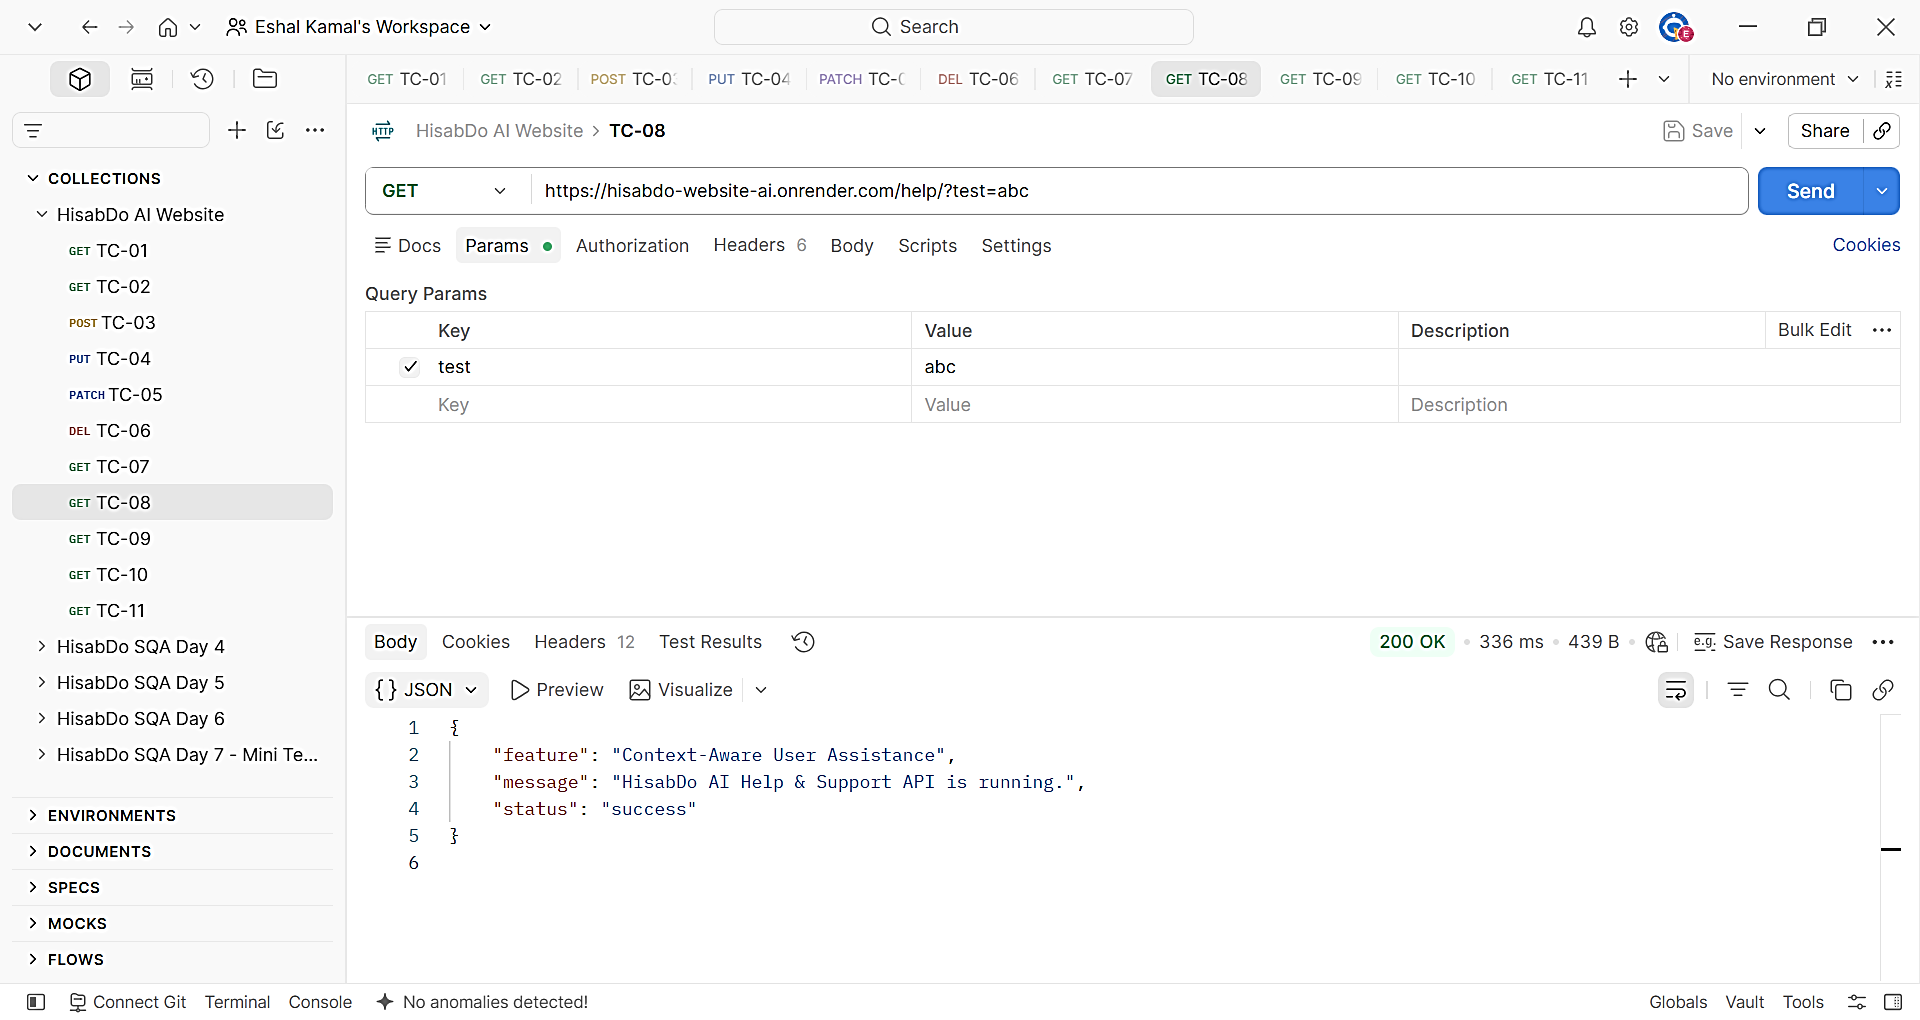 Eshal Kamal's Workspace
Search
GET TC-01
GET TC-02
POST TC-0
PUT TC-04
PATCH TC-
DEL TC-06
GET TC-07
GET TC-08
GET TC-09
GET TC-10
GET TC-11
No environment
HTTP HisabDo AI Website > TC-08
Save
Share
GET https://hisabdo-website-ai.onrender.com/help/?test=abc
Send
Docs Params Authorization Headers 6 Body Scripts Settings
Cookies
Query Params
Key Value Description Bulk Edit
test abc
Key Value Description
COLLECTIONS
HisabDo AI Website
GET TC-01
GET TC-02
POST TC-03
PUT TC-04
PATCH TC-05
DEL TC-06
GET TC-07
GET TC-08
GET TC-09
GET TC-10
GET TC-11
HisabDo SQA Day 4
HisabDo SQA Day 5
HisabDo SQA Day 6
HisabDo SQA Day 7 - Mini Te...
ENVIRONMENTS
DOCUMENTS
SPECS
MOCKS
FLOWS
Body Cookies Headers 12 Test Results
200 OK • 336 ms • 439 B • e.g. Save Response
{} JSON Preview Visualize
1 {
2 "feature": "Context-Aware User Assistance",
3 "message": "HisabDo AI Help & Support API is running.",
4 "status": "success"
5 }
6
Connect Git Terminal Console No anomalies detected!
Globals Vault Tools